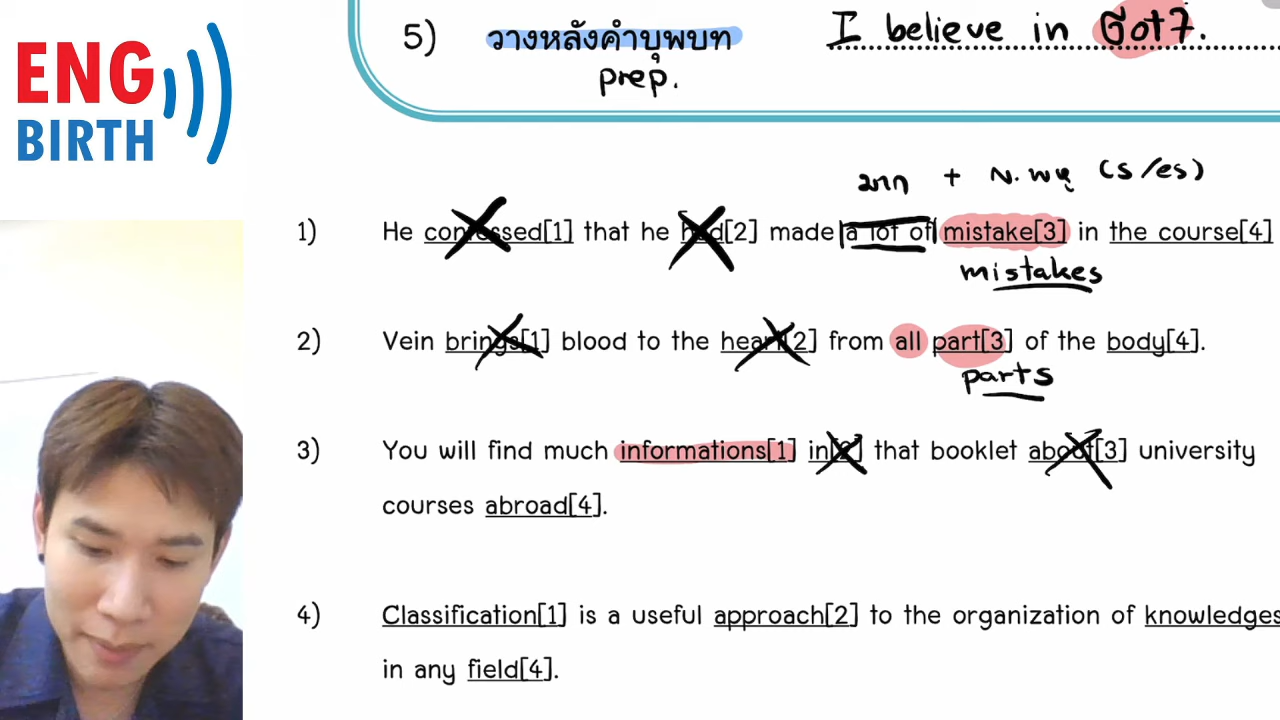 ENG
BIRTH
5) วางหลังคำบุพบท I believe in Got7.
prep.
มาก + น.พหู (s/es)
1) He confessed[1] that he had[2] made a lot of mistake[3] in the course[4]
mistakes
2) Vein brings[1] blood to the heart[2] from all part[3] of the body[4].
parts
3) You will find much informations[1] in[2] that booklet about[3] university
courses abroad[4].
4) Classification[1] is a useful approach[2] to the organization of knowledges
in any field[4].